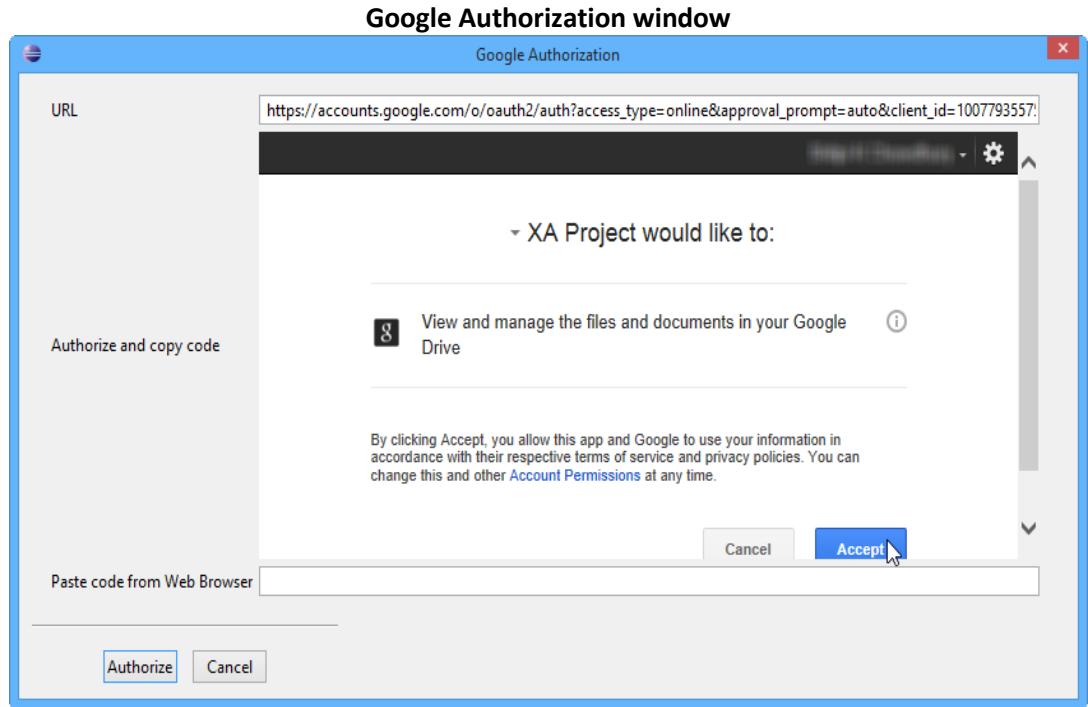 Google Authorization window
Google Authorization
URL
https://accounts.google.com/o/oauth2/auth?access_type=online&approval_prompt=auto&client_id=1007793557
XA Project would like to:
g
View and manage the files and documents in your Google
Drive
Authorize and copy code
By clicking Accept, you allow this app and Google to use your information in
accordance with their respective terms of service and privacy policies. You can
change this and other Account Permissions at any time.
Cancel Accept
Paste code from Web Browser
Authorize Cancel